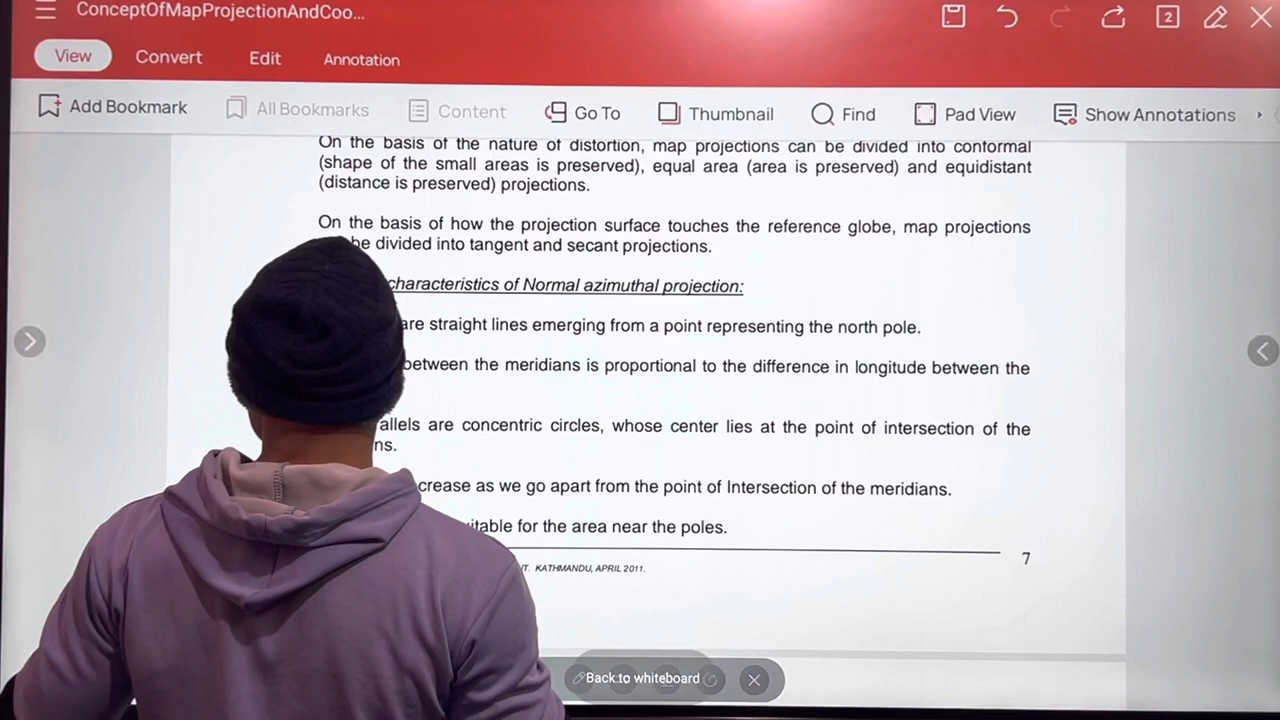 ConceptOfMapProjectionAndCoo...
2
View Convert Edit Annotation
Add Bookmark All Bookmarks Content Go To Thumbnail Find Pad View Show Annotations
On the basis of the nature of distortion, map projections can be divided into conformal
(shape of the small areas is preserved), equal area (area is preserved) and equidistant
(distance is preserved) projections.
On the basis of how the projection surface touches the reference globe, map projections
be divided into tangent and secant projections.
characteristics of Normal azimuthal projection:
are straight lines emerging from a point representing the north pole.
between the meridians is proportional to the difference in longitude between the
allels are concentric circles, whose center lies at the point of intersection of the
ns.
crease as we go apart from the point of Intersection of the meridians.
itable for the area near the poles.
7
T. KATHMANDU, APRIL 2011.
Back to whiteboard